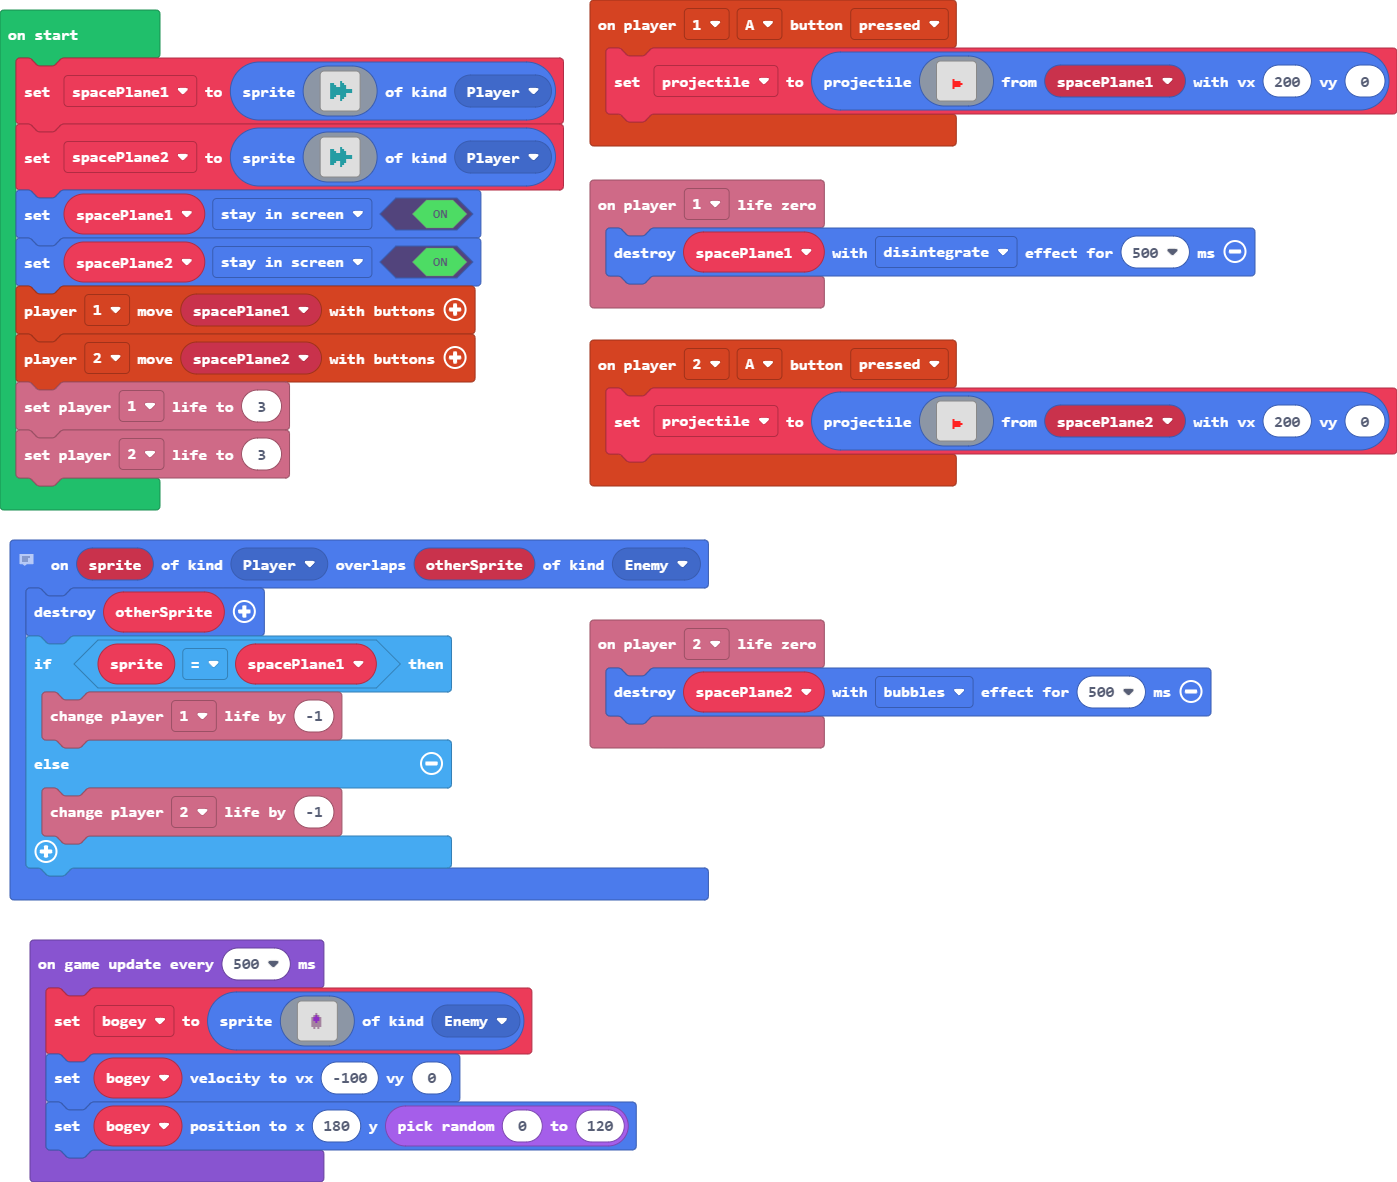 on start
set spacePlane1 to sprite of kind Player
set spacePlane2 to sprite of kind Player
set spacePlane1 stay in screen ON
set spacePlane2 stay in screen ON
player 1 move spacePlane1 with buttons
player 2 move spacePlane2 with buttons
set player 1 life to 3
set player 2 life to 3
on player 1 A button pressed
set projectile to projectile from spacePlane1 with vx 200 vy 0
on player 1 life zero
destroy spacePlane1 with disintegrate effect for 500 ms
on player 2 A button pressed
set projectile to projectile from spacePlane2 with vx 200 vy 0
on sprite of kind Player overlaps otherSprite of kind Enemy
destroy otherSprite
if sprite = spacePlane1 then
change player 1 life by -1
else
change player 2 life by -1
on player 2 life zero
destroy spacePlane2 with bubbles effect for 500 ms
on game update every 500 ms
set bogey to sprite of kind Enemy
set bogey velocity to vx -100 vy 0
set bogey position to x 180 y pick random 0 to 120